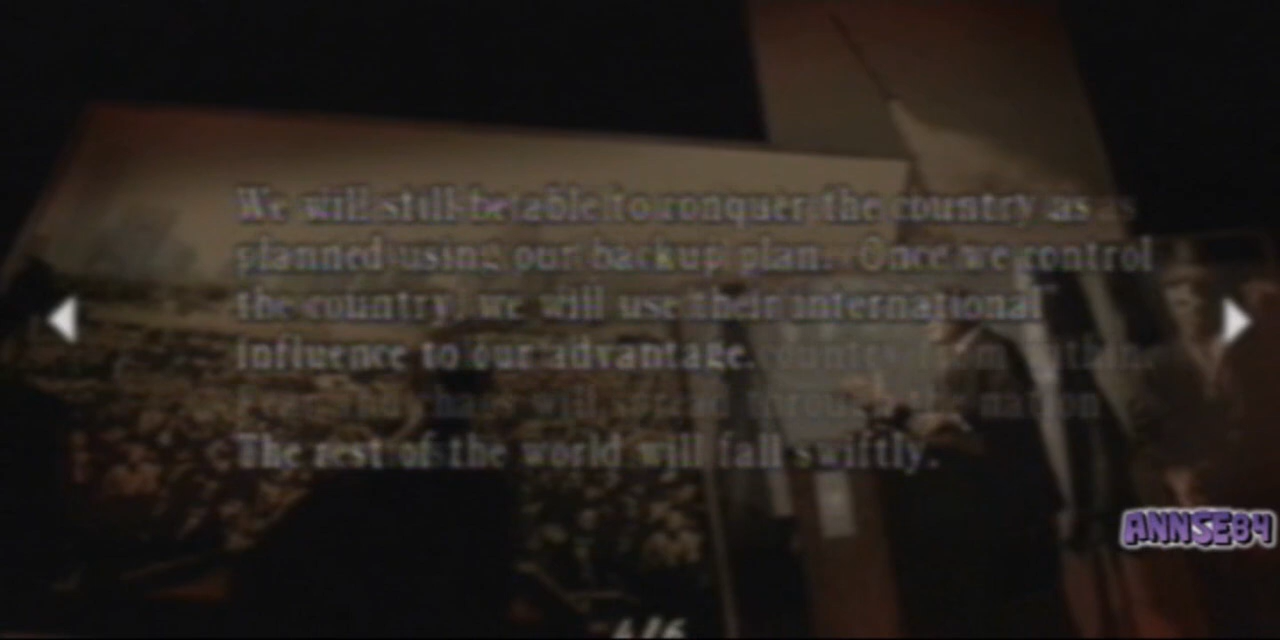 We will still be able to conquer the country as
planned using our backup plan. Once we control
the country, we will use their international
influence to our advantage.
The rest of the world will fall swiftly.
ANNSE84
4/6